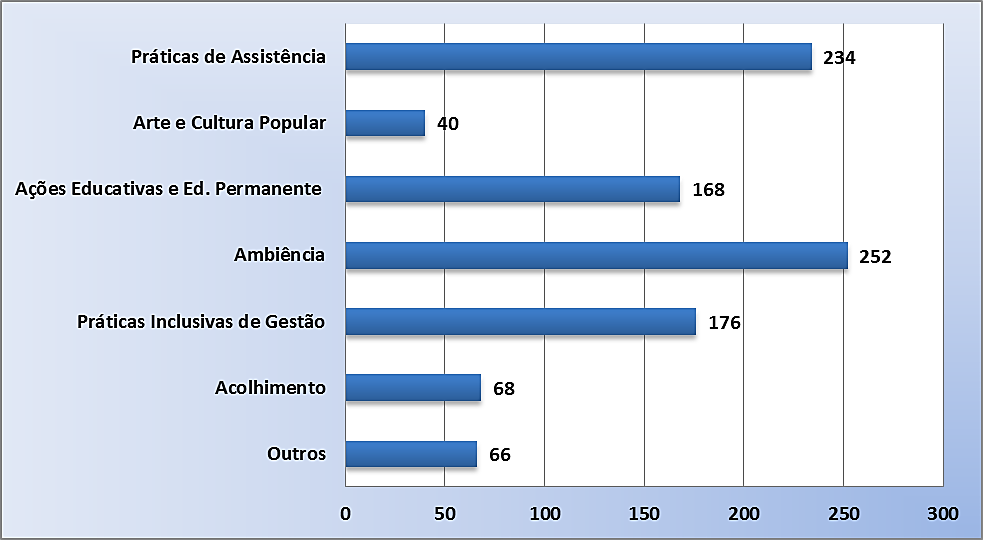 Práticas de Assistência 234
Arte e Cultura Popular 40
Ações Educativas e Ed. Permanente 168
Ambiência 252
Práticas Inclusivas de Gestão 176
Acolhimento 68
Outros 66
0 50 100 150 200 250 300